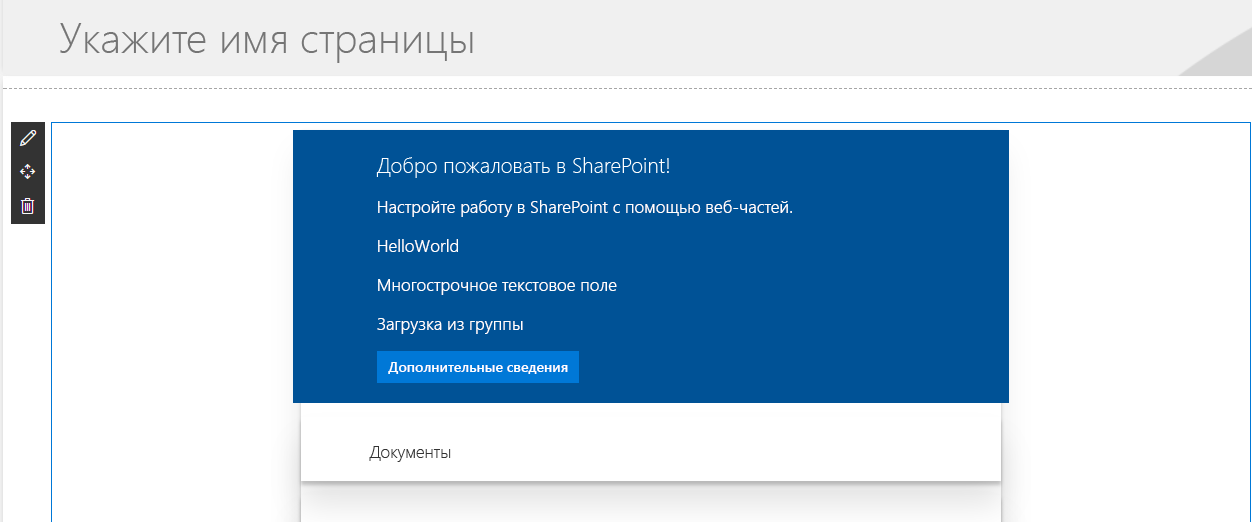 Укажите имя страницы
Добро пожаловать в SharePoint!
Настройте работу в SharePoint с помощью веб-частей.
HelloWorld
Многострочное текстовое поле
Загрузка из группы
Дополнительные сведения
Документы